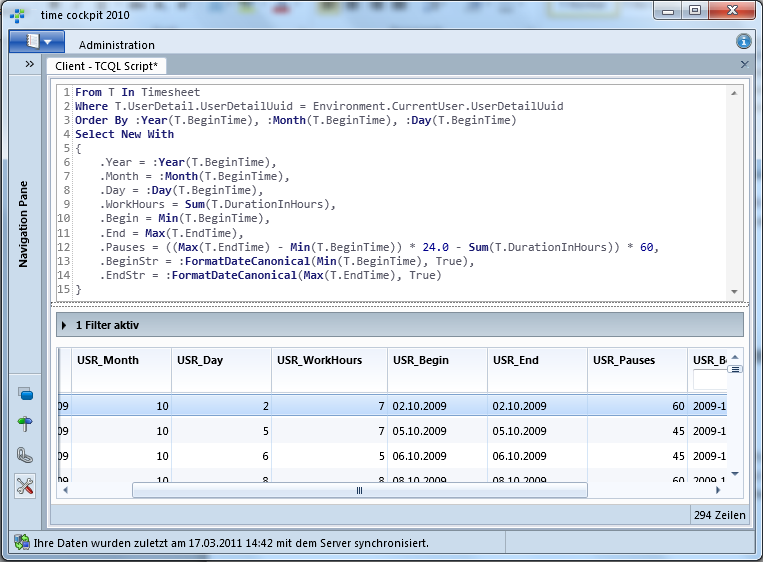 time cockpit 2010
Administration
Client - TCQL Script*
Navigation Pane
1 From T In Timesheet
2 Where T.UserDetail.UserDetailUuid = Environment.CurrentUser.UserDetailUuid
3 Order By :Year(T.BeginTime), :Month(T.BeginTime), :Day(T.BeginTime)
4 Select New With
5 {
6 .Year = :Year(T.BeginTime),
7 .Month = :Month(T.BeginTime),
8 .Day = :Day(T.BeginTime),
9 .WorkHours = Sum(T.DurationInHours),
10 .Begin = Min(T.BeginTime),
11 .End = Max(T.EndTime),
12 .Pauses = ((Max(T.EndTime) - Min(T.BeginTime)) * 24.0 - Sum(T.DurationInHours)) * 60,
13 .BeginStr = :FormatDateCanonical(Min(T.BeginTime), True),
14 .EndStr = :FormatDateCanonical(Max(T.EndTime), True)
15 }
1 Filter aktiv
USR_Month USR_Day USR_WorkHours USR_Begin USR_End USR_Pauses USR_B
09 10 2 7 02.10.2009 02.10.2009 60 2009-1
09 10 5 7 05.10.2009 05.10.2009 45 2009-1
09 10 6 5 06.10.2009 06.10.2009 45 2009-1
09 10 8 8 08.10.2009 08.10.2009 60 2009-1
294 Zeilen
Ihre Daten wurden zuletzt am 17.03.2011 14:42 mit dem Server synchronisiert.